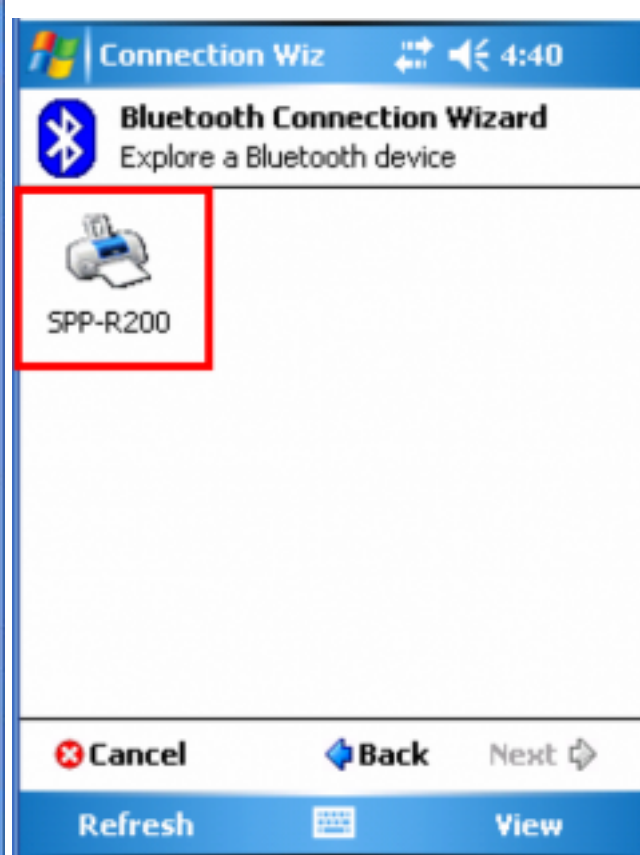 Connection Wiz 4:40
Bluetooth Connection Wizard
Explore a Bluetooth device
SPP-R200
Cancel Back Next
Refresh View